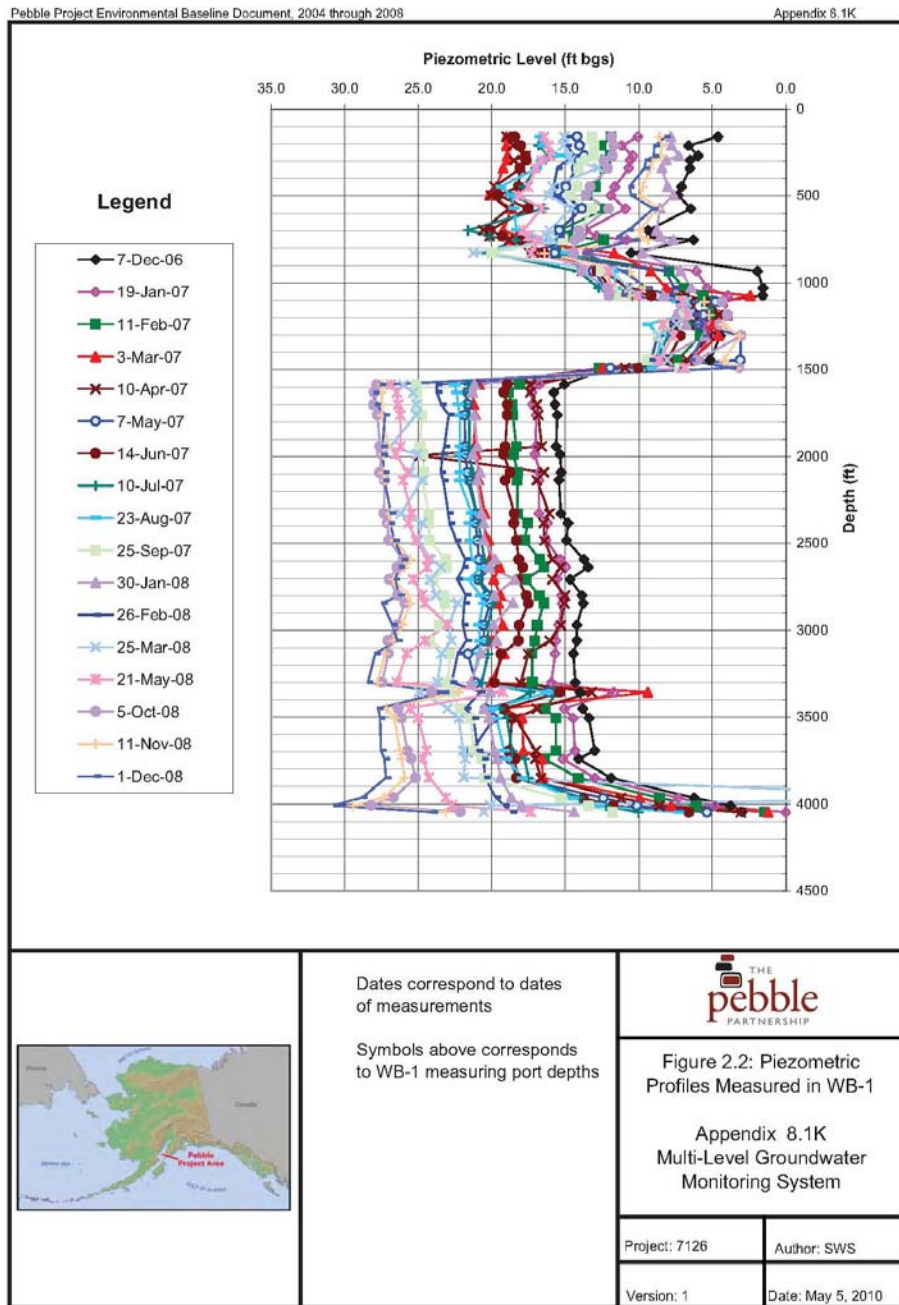 Pebble Project Environmental Baseline Document, 2004 through 2008
Appendix 8.1K
Piezometric Level (ft bgs)
35.0 30.0 25.0 20.0 15.0 10.0 5.0 0.0
0
500
1000
1500
2000
2500
3000
3500
4000
4500
Depth (ft)
Legend
7-Dec-06
19-Jan-07
11-Feb-07
3-Mar-07
10-Apr-07
7-May-07
14-Jun-07
10-Jul-07
23-Aug-07
25-Sep-07
30-Jan-08
26-Feb-08
25-Mar-08
21-May-08
5-Oct-08
11-Nov-08
1-Dec-08
Canada
Pebble
Project Area
Dates correspond to dates
of measurements
Symbols above corresponds
to WB-1 measuring port depths
THE
pebble
PARTNERSHIP
Figure 2.2: Piezometric
Profiles Measured in WB-1
Appendix 8.1K
Multi-Level Groundwater
Monitoring System
Project: 7126
Author: SWS
Version: 1
Date: May 5, 2010